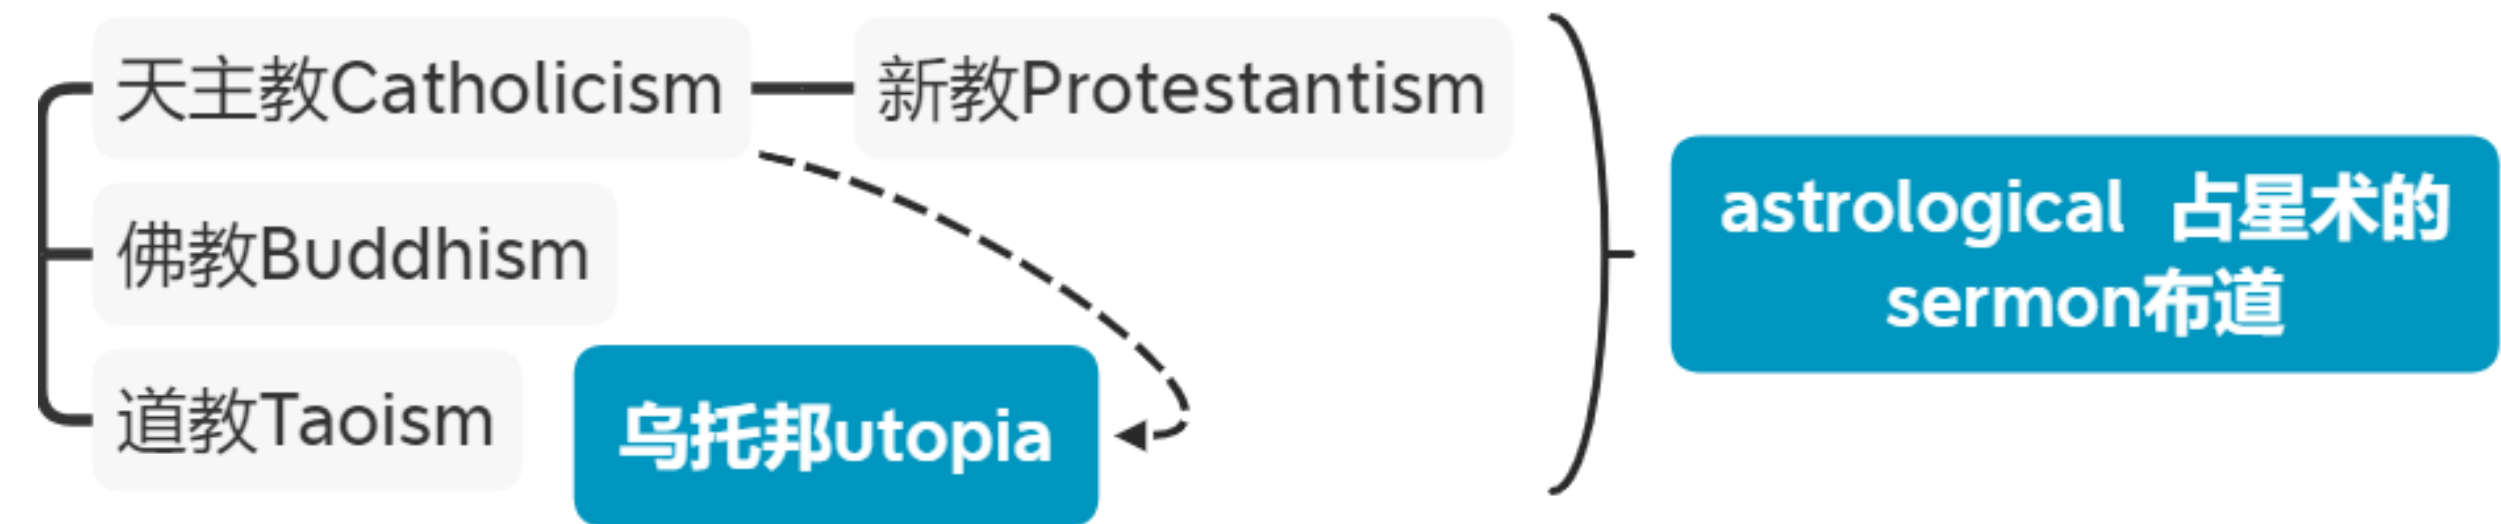 天主教Catholicism
新教Protestantism
佛教Buddhism
道教Taoism
乌托邦utopia
astrological 占星术的
sermon布道